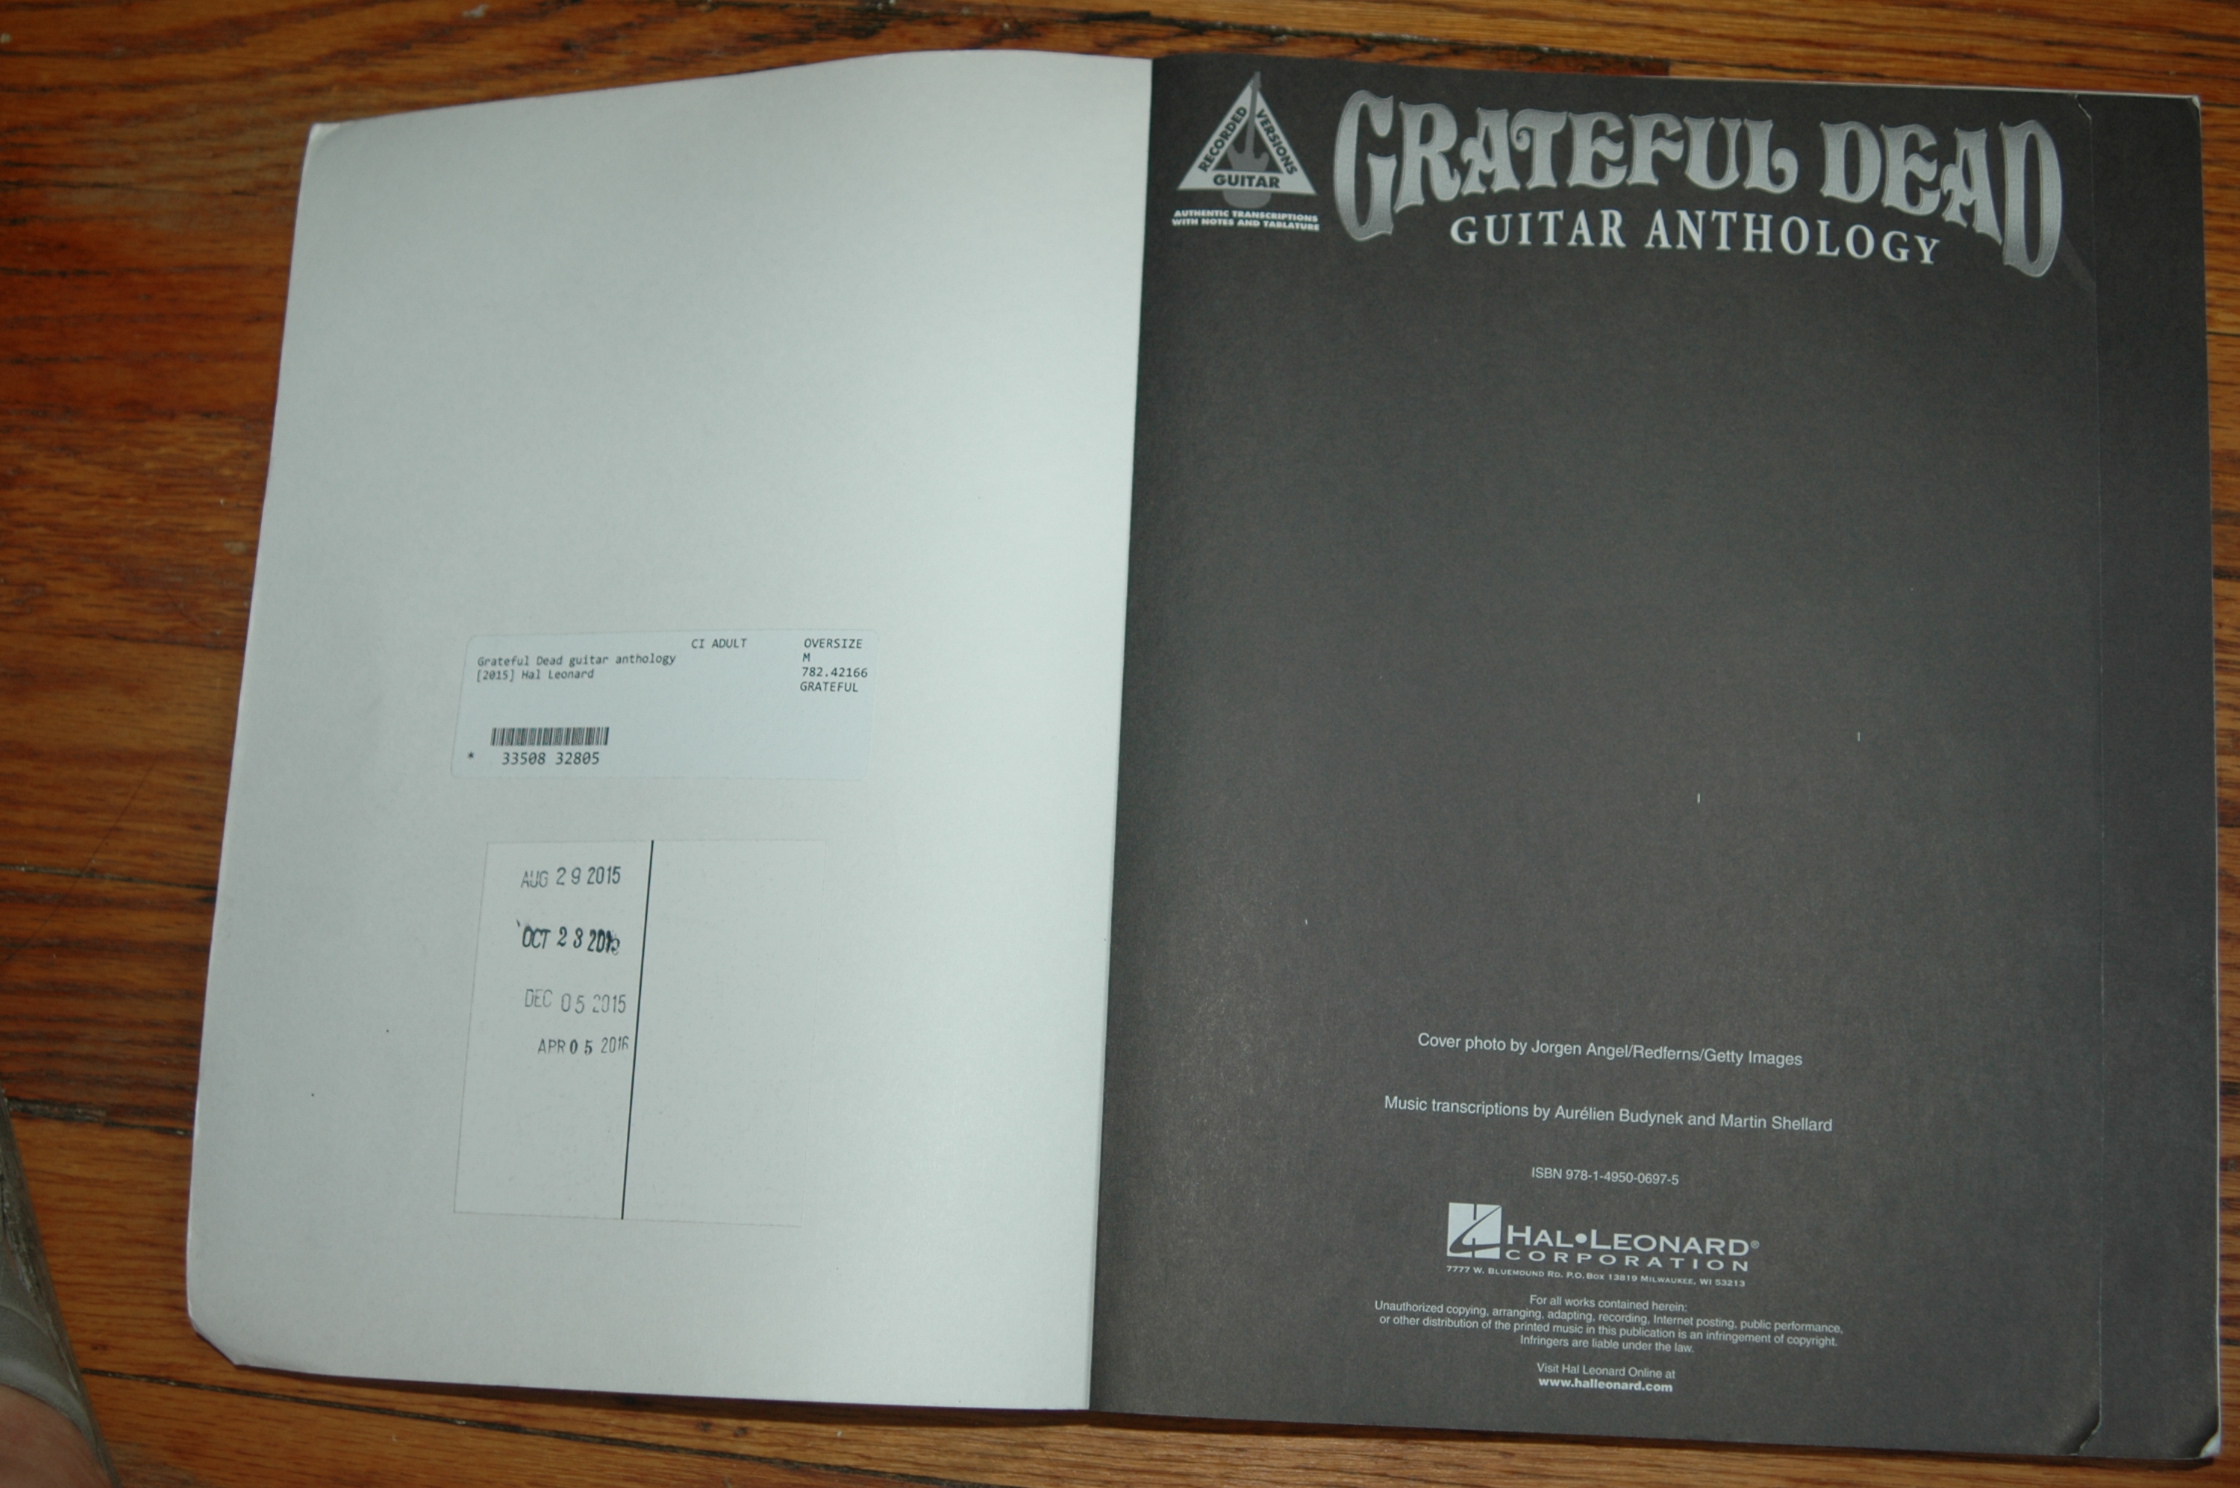 CI ADULT OVERSIZE
Grateful Dead guitar anthology M
[2015] Hal Leonard 782.42166
GRATEFUL
* 33508 32805
AUG 29 2015
OCT 23 2015
DEC 05 2015
APR 05 2016
RECORDED VERSIONS
GUITAR
AUTHENTIC TRANSCRIPTIONS
WITH NOTES AND TABLATURE
GRATEFUL DEAD
GUITAR ANTHOLOGY
Cover photo by Jorgen Angel/Redferns/Getty Images
Music transcriptions by Aurélien Budynek and Martin Shellard
ISBN 978-1-4950-0697-5
HAL•LEONARD®
CORPORATION
7777 W. BLUEMOUND RD. P.O. BOX 13819 MILWAUKEE, WI 53213
For all works contained herein:
Unauthorized copying, arranging, adapting, recording, Internet posting, public performance,
or other distribution of the printed music in this publication is an infringement of copyright.
Infringers are liable under the law.
Visit Hal Leonard Online at
www.halleonard.com